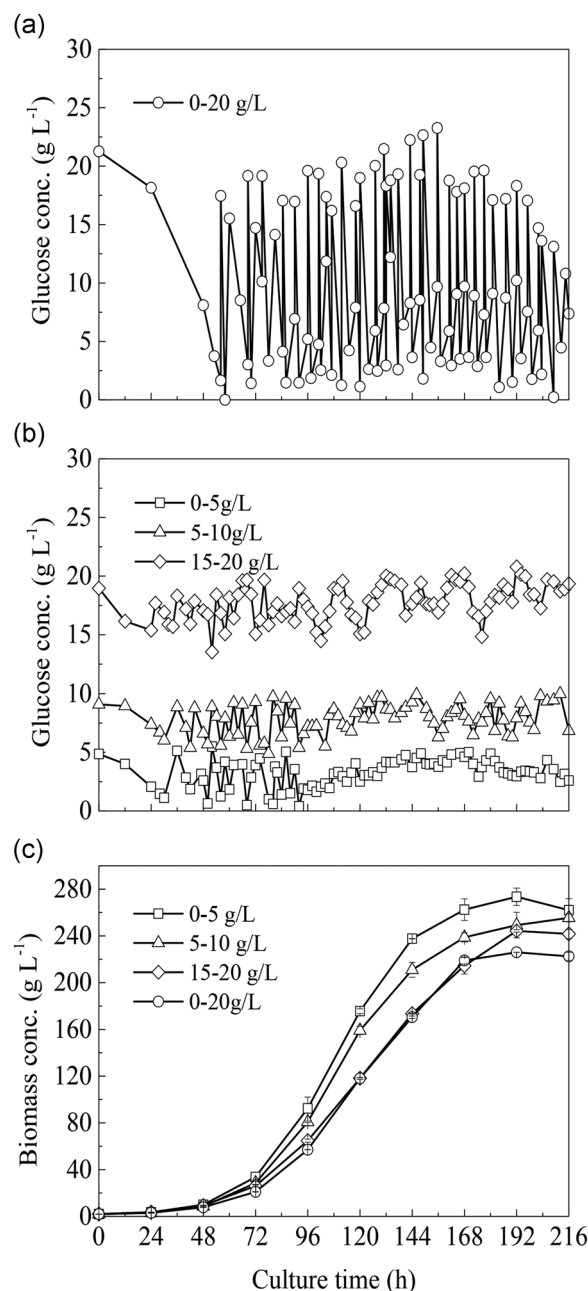 (a)
30
25
20
15
10
5
0
Glucose conc. (g L⁻¹)
0-20 g/L
(b)
30
25
20
15
10
5
0
Glucose conc. (g L⁻¹)
0-5g/L
5-10g/L
15-20 g/L
(c)
280
240
200
160
120
80
40
0
Biomass conc. (g L⁻¹)
0-5 g/L
5-10 g/L
15-20 g/L
0-20g/L
0 24 48 72 96 120 144 168 192 216
Culture time (h)